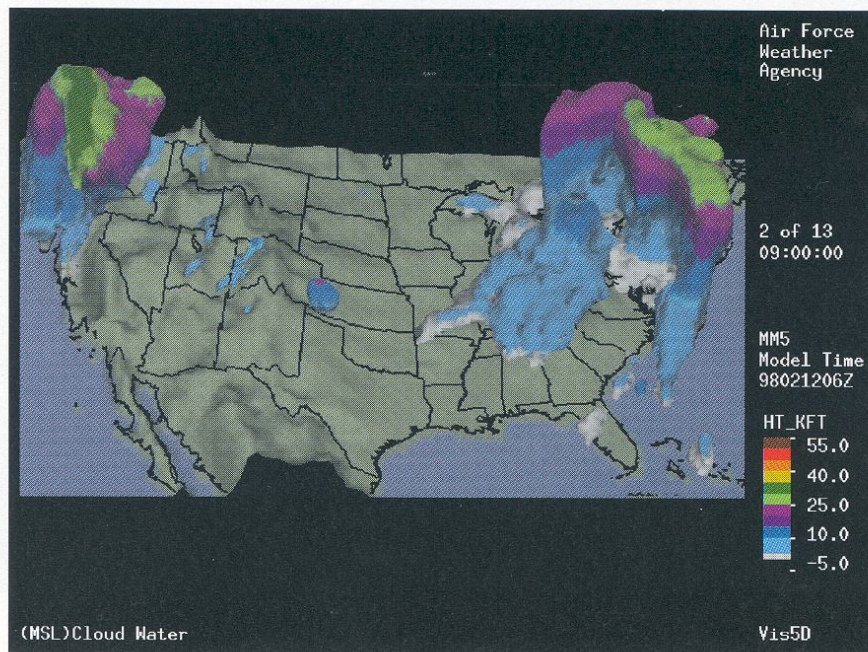 Air Force
Weather
Agency
2 of 13
09:00:00
MM5
Model Time
98021206Z
HT_KFT
55.0
40.0
25.0
10.0
-5.0
(MSL)Cloud Water
Vis5D